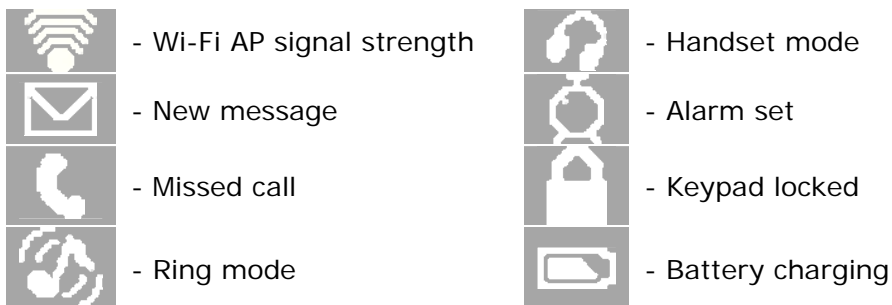 - Wi-Fi AP signal strength
- Handset mode
- New message
- Alarm set
- Missed call
- Keypad locked
- Ring mode
- Battery charging